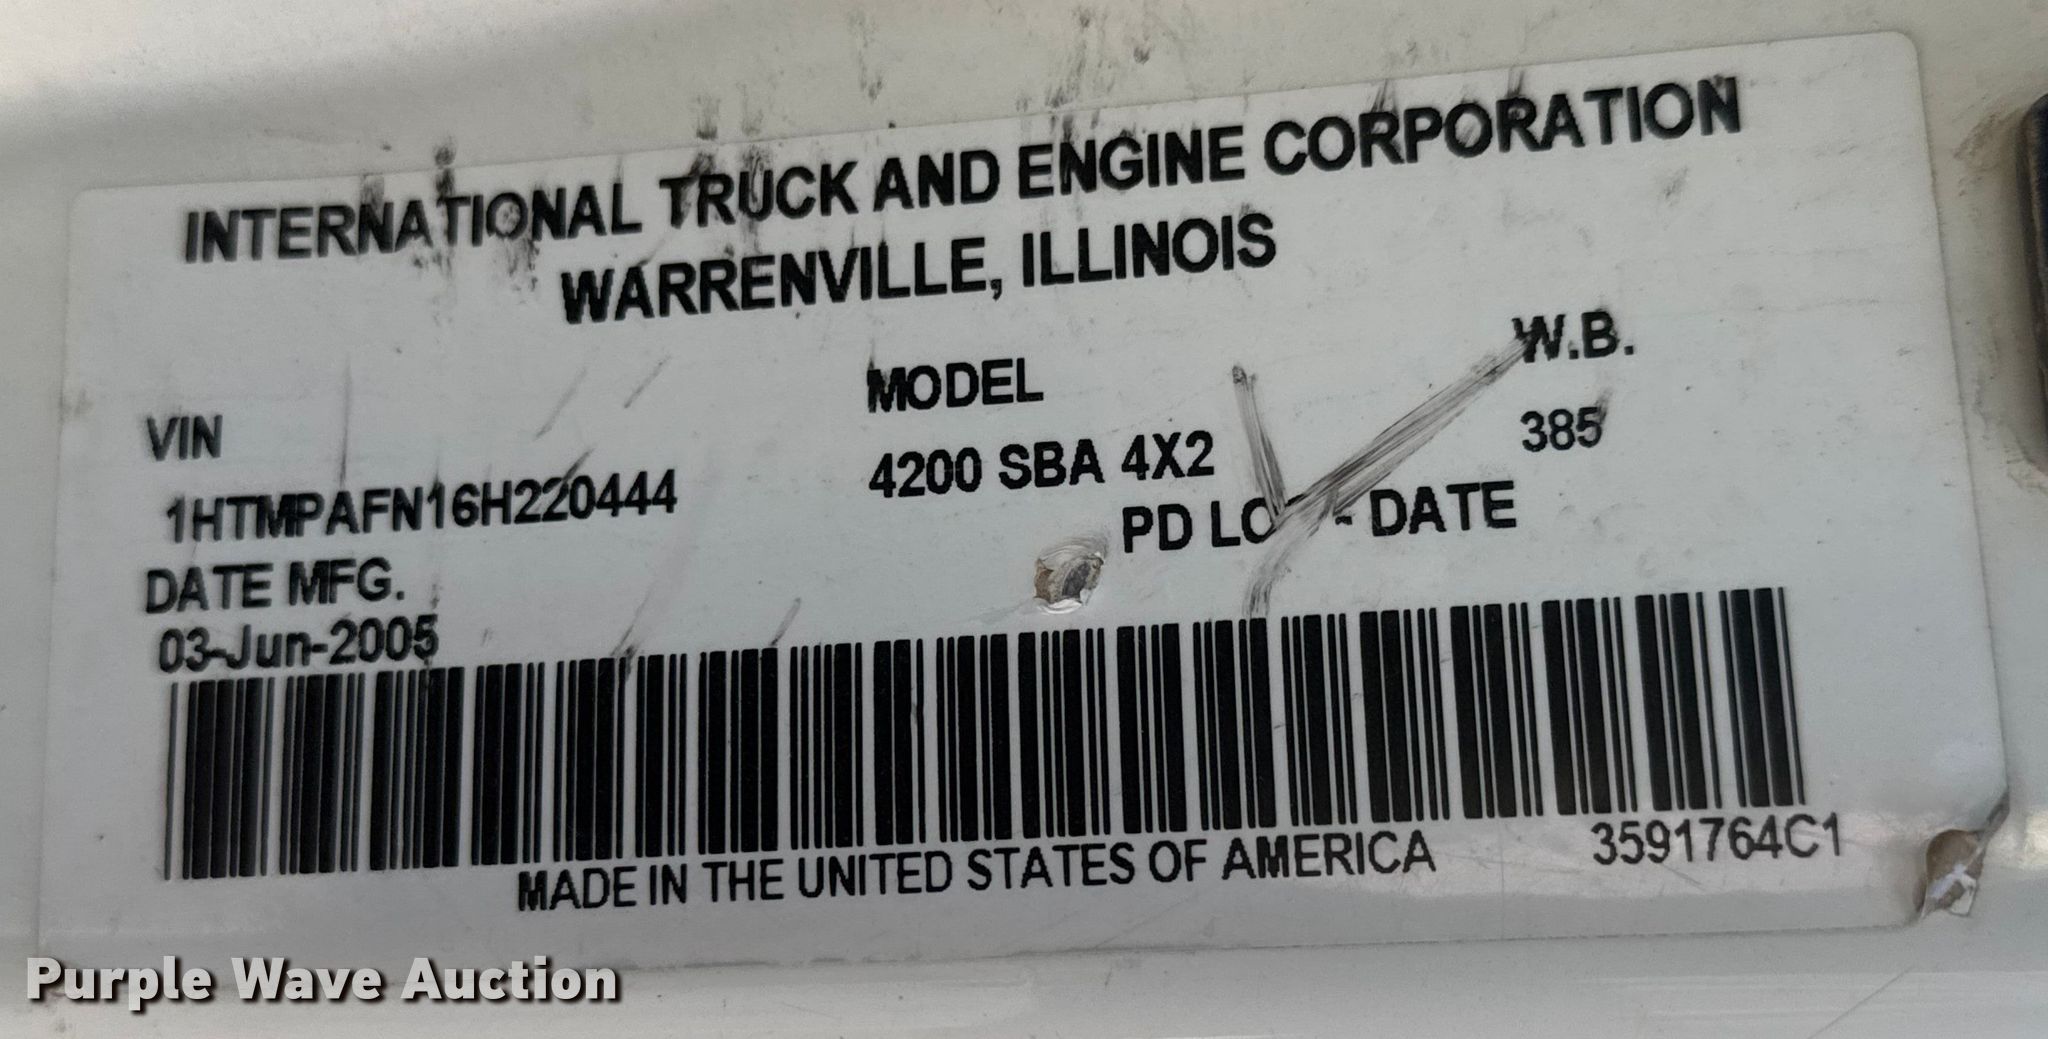 INTERNATIONAL TRUCK AND ENGINE CORPORATION
WARRENVILLE, ILLINOIS
VIN MODEL W.B.
1HTMPAFN16H220444 4200 SBA 4X2 385
DATE MFG. PD - DATE
03-Jun-2005
MADE IN THE UNITED STATES OF AMERICA 3591764C1
Purple Wave Auction